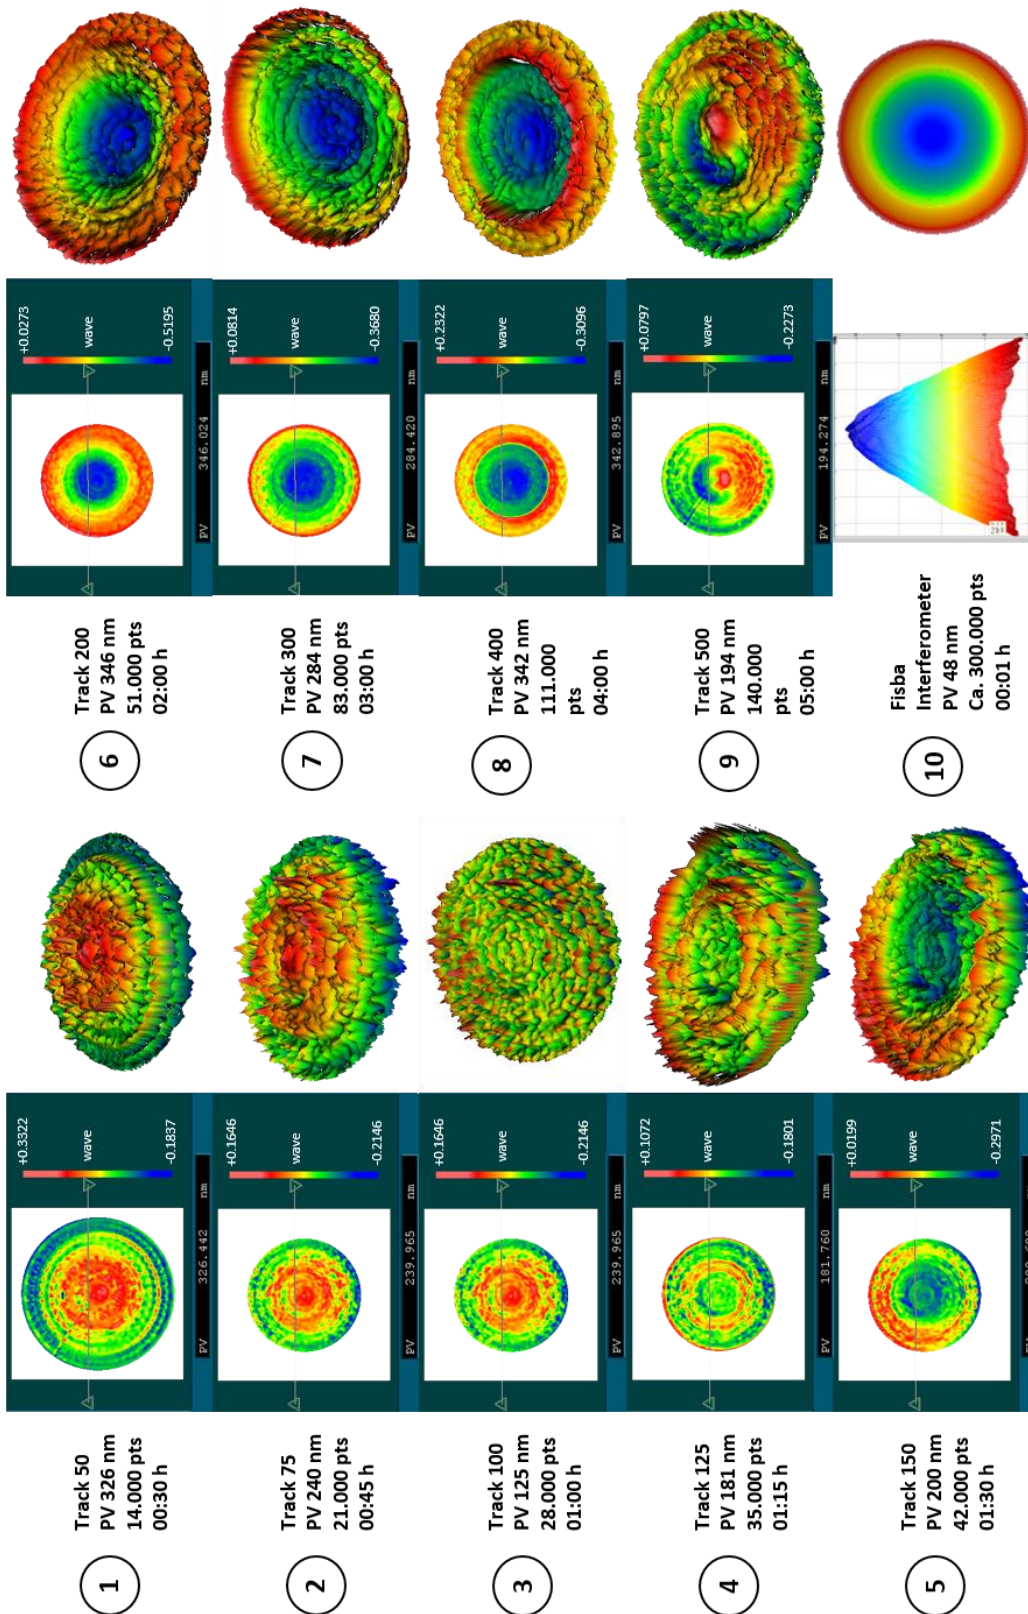 1
Track 50
PV 326 nm
14.000 pts
00:30 h
+0.3322
wave
-0.1837
PV 326.442 nm
2
Track 75
PV 240 nm
21.000 pts
00:45 h
+0.1646
wave
-0.2146
PV 239.965 nm
3
Track 100
PV 125 nm
28.000 pts
01:00 h
+0.1646
wave
-0.2146
PV 239.965 nm
4
Track 125
PV 181 nm
35.000 pts
01:15 h
+0.1072
wave
-0.1801
PV 181.760 nm
5
Track 150
PV 200 nm
42.000 pts
01:30 h
+0.0199
wave
-0.2971
6
Track 200
PV 346 nm
51.000 pts
02:00 h
+0.0273
wave
-0.5195
PV 346.024 nm
7
Track 300
PV 284 nm
83.000 pts
03:00 h
+0.0814
wave
-0.3680
PV 284.420 nm
8
Track 400
PV 342 nm
111.000
pts
04:00 h
+0.2322
wave
-0.3096
PV 342.895 nm
9
Track 500
PV 194 nm
140.000
pts
05:00 h
+0.0797
wave
-0.2273
PV 194.274 nm
10
Fisba
Interferometer
PV 48 nm
Ca. 300.000 pts
00:01 h